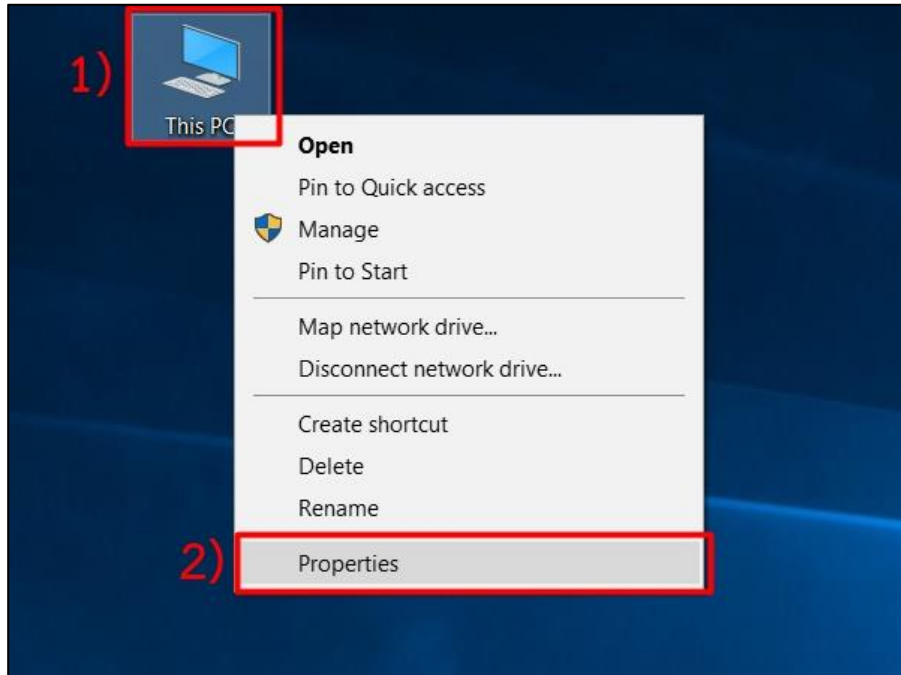 1)
This PC
Open
Pin to Quick access
Manage
Pin to Start
Map network drive...
Disconnect network drive...
Create shortcut
Delete
Rename
2)
Properties